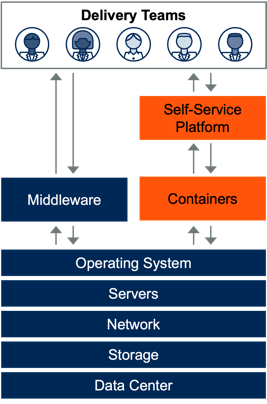 Delivery Teams
Self-Service
Platform
Middleware
Containers
Operating System
Servers
Network
Storage
Data Center